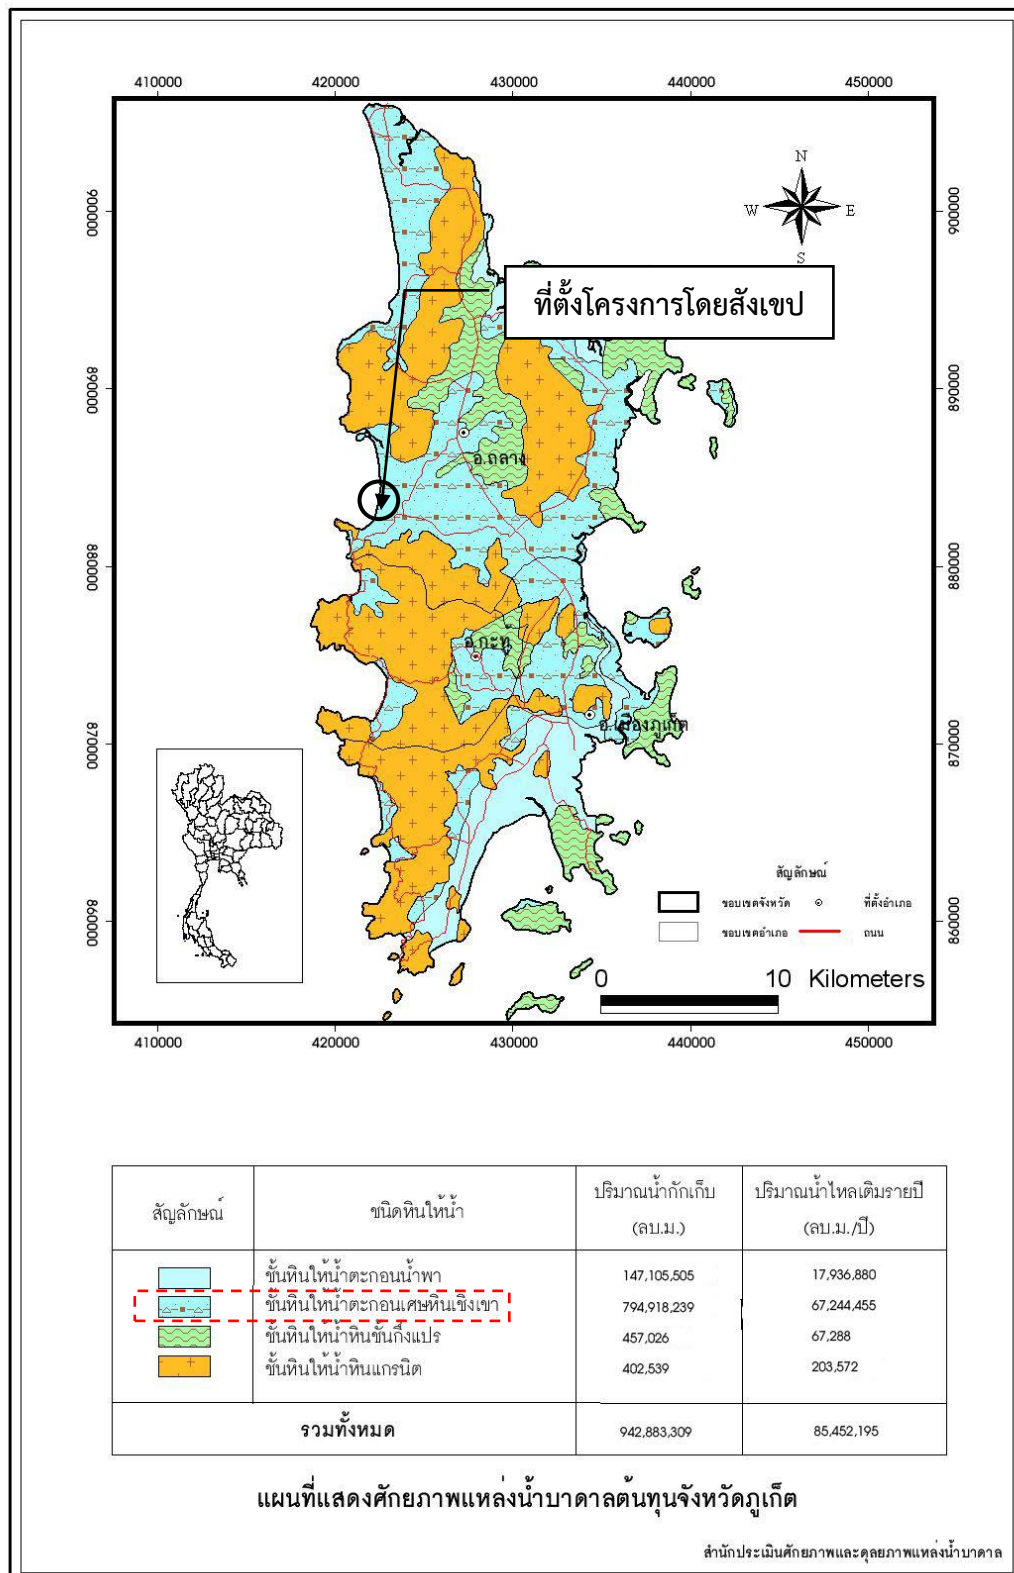 410000 420000 430000 440000 450000
900000
890000
880000
870000
860000
N
W E
S
ที่ตั้งโครงการโดยสังเขป
900000
890000
880000
870000
860000
อ.ถลาง
อ.กะทู้
อ.เมืองภูเก็ต
สัญลักษณ์
ขอบเขตจังหวัด ที่ตั้งอำเภอ
ขอบเขตอำเภอ ถนน
0 10 Kilometers
410000 420000 430000 440000 450000
สัญลักษณ์ ชนิดหินให้น้ำ ปริมาณน้ำกักเก็บ (ลบ.ม.) ปริมาณน้ำไหลเติมรายปี (ลบ.ม./ปี)
ชั้นหินให้น้ำตะกอนน้ำพา 147,105,505 17,936,880
ชั้นหินให้น้ำตะกอนเศษหินเชิงเขา 794,918,239 67,244,455
ชั้นหินให้น้ำหินชั้นกึ่งแปร 457,026 67,288
ชั้นหินให้น้ำหินแกรนิต 402,539 203,572
รวมทั้งหมด 942,883,309 85,452,195
แผนที่แสดงศักยภาพแหล่งน้ำบาดาลต้นทุนจังหวัดภูเก็ต
สำนักประเมินศักยภาพและดุลยภาพแหล่งน้ำบาดาล